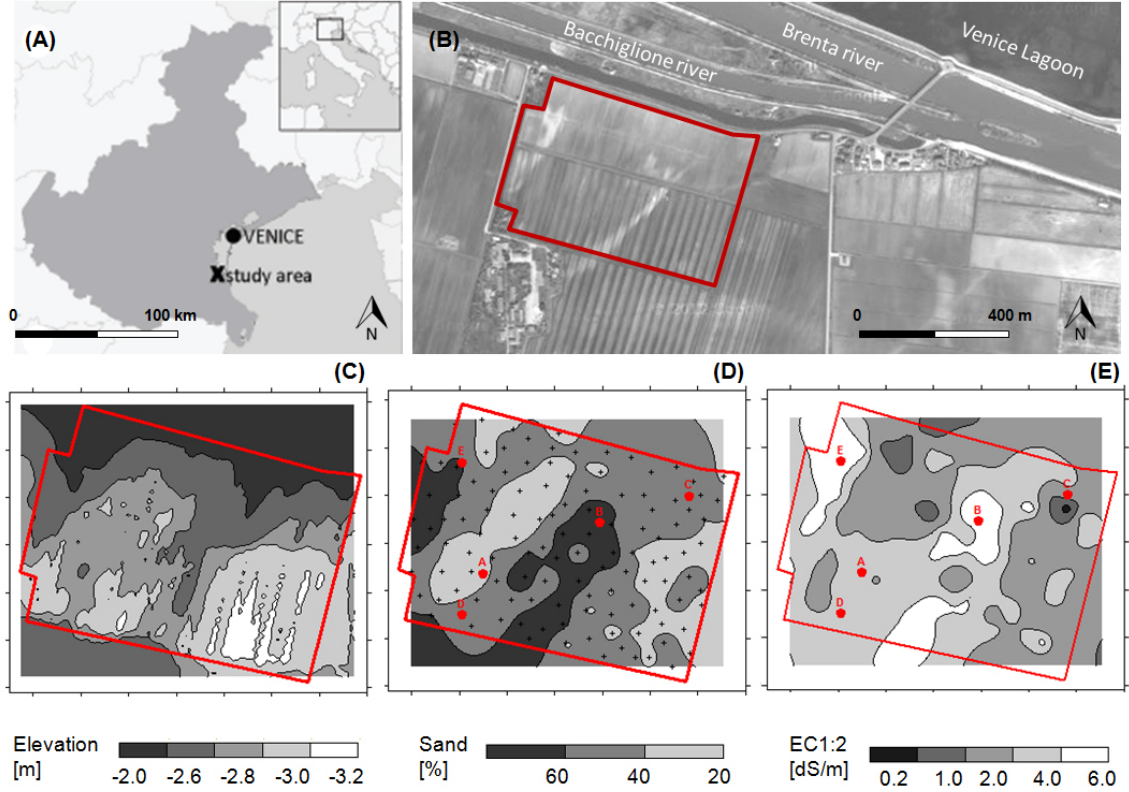 (A)
VENICE
X study area
0 100 km
N
(B)
Bacchiglione river
Brenta river
Venice Lagoon
0 400 m
N
(C)
(D)
E
C
B
A
D
(E)
E
C
B
A
D
Elevation
[m]
-2.0 -2.6 -2.8 -3.0 -3.2
Sand
[%]
60 40 20
EC1:2
[dS/m]
0.2 1.0 2.0 4.0 6.0